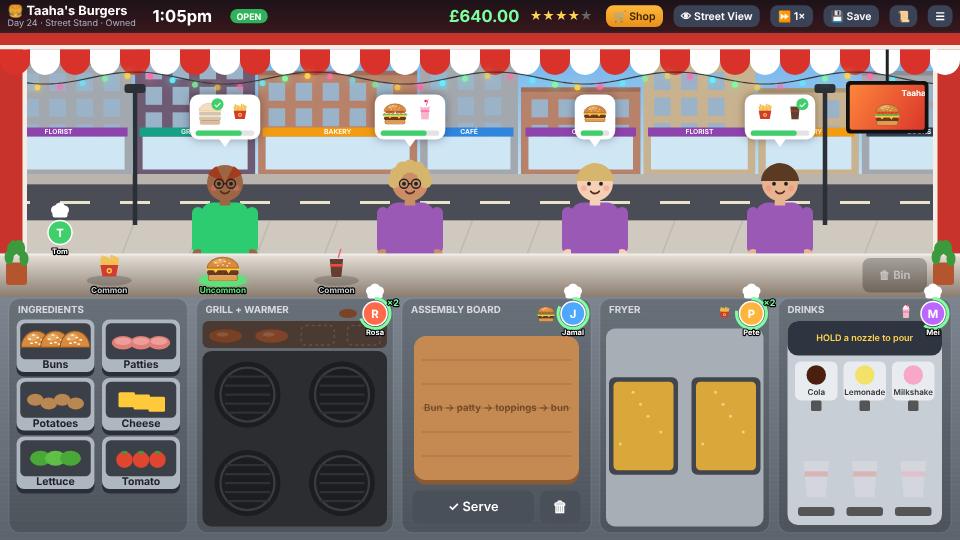 Taaha's Burgers
Day 24 · Street Stand · Owned
1:05pm
OPEN
£640.00
Shop
Street View
1×
Save
FLORIST
BAKERY
CAFÉ
FLORIST
Taaha
T
Tom
Common
Uncommon
Common
Bin
INGREDIENTS
Buns
Patties
Potatoes
Cheese
Lettuce
Tomato
GRILL + WARMER
R
×2
Rosa
ASSEMBLY BOARD
J
Jamal
Bun → patty → toppings → bun
✓ Serve
FRYER
P
×2
Pete
DRINKS
M
Mei
HOLD a nozzle to pour
Cola
Lemonade
Milkshake